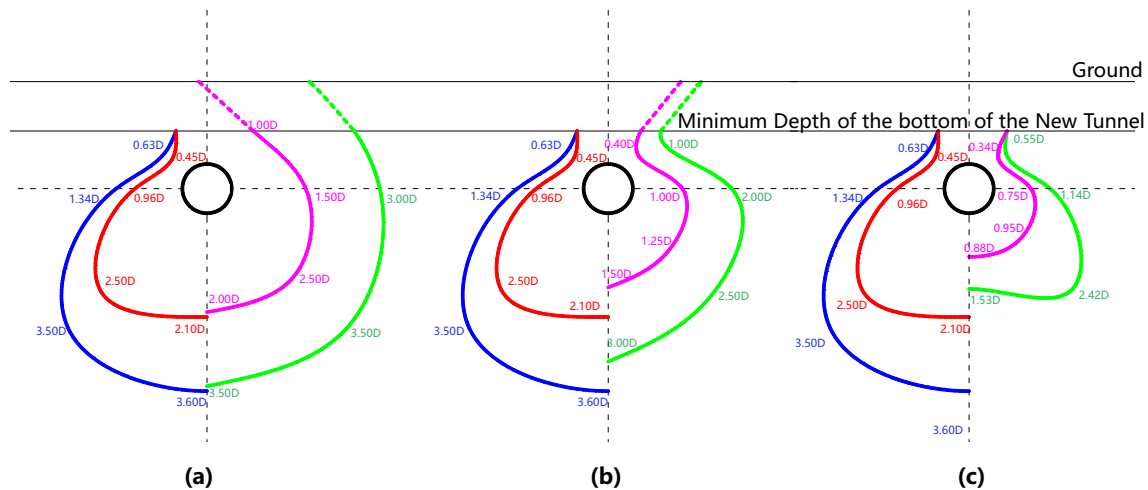 Ground
Minimum Depth of the bottom of the New Tunnel
1.00D
0.63D
0.45D
1.34D
0.96D
1.50D
3.00D
2.50D
2.50D
2.00D
3.50D
2.10D
3.50D
3.50D
3.60D
(a)
0.63D
0.45D
0.40D
1.00D
1.34D
0.96D
1.00D
2.00D
1.25D
2.50D
1.50D
2.50D
3.50D
2.10D
3.00D
3.60D
(b)
0.63D
0.45D
0.34D
0.55D
1.34D
0.96D
0.75D
1.14D
0.95D
0.88D
2.50D
1.53D
2.42D
3.50D
2.10D
3.60D
(c)